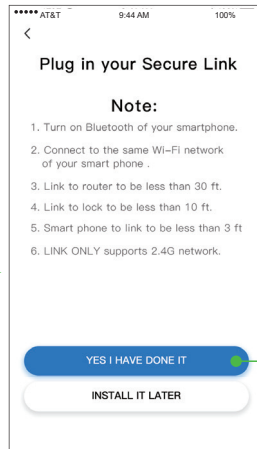 AT&T 9:44 AM 100%
Plug in your Secure Link
Note:
1. Turn on Bluetooth of your smartphone.
2. Connect to the same Wi-Fi network
of your smart phone .
3. Link to router to be less than 30 ft.
4. Link to lock to be less than 10 ft.
5. Smart phone to link to be less than 3 ft
6. LINK ONLY supports 2.4G network.
YES I HAVE DONE IT
INSTALL IT LATER